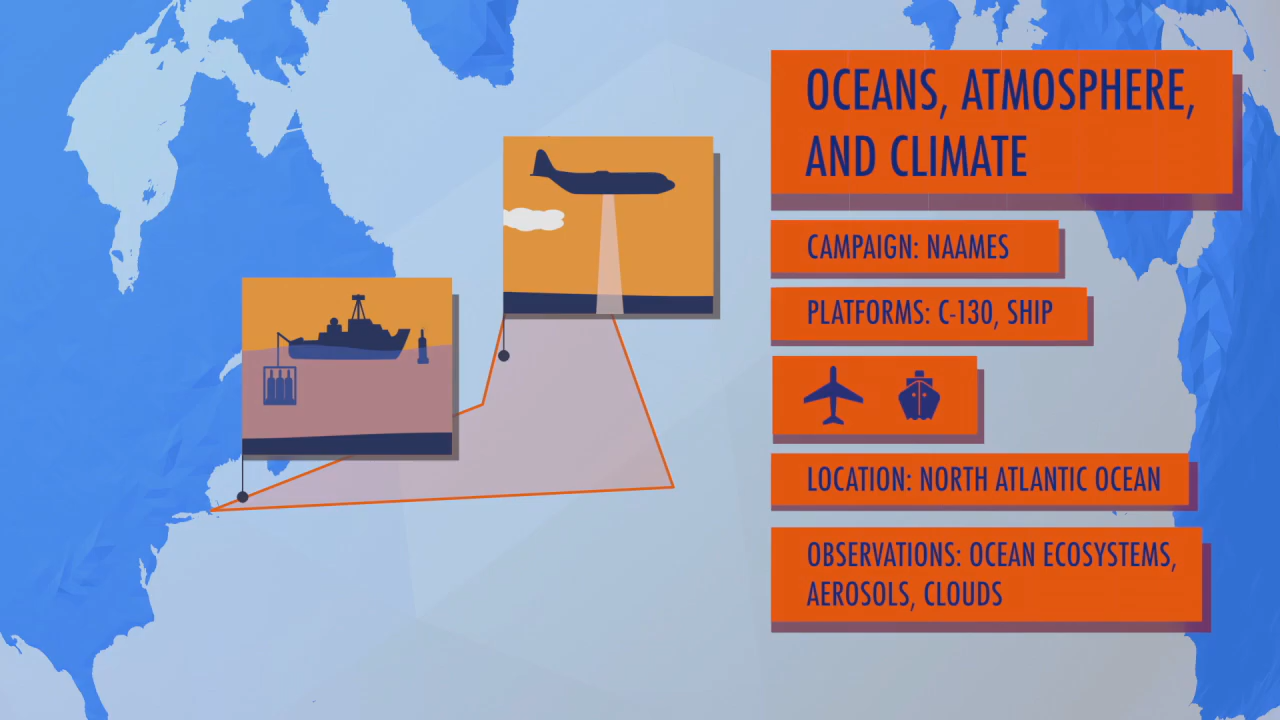 OCEANS, ATMOSPHERE,
AND CLIMATE
CAMPAIGN: NAAMES
PLATFORMS: C-130, SHIP
LOCATION: NORTH ATLANTIC OCEAN
OBSERVATIONS: OCEAN ECOSYSTEMS,
AEROSOLS, CLOUDS